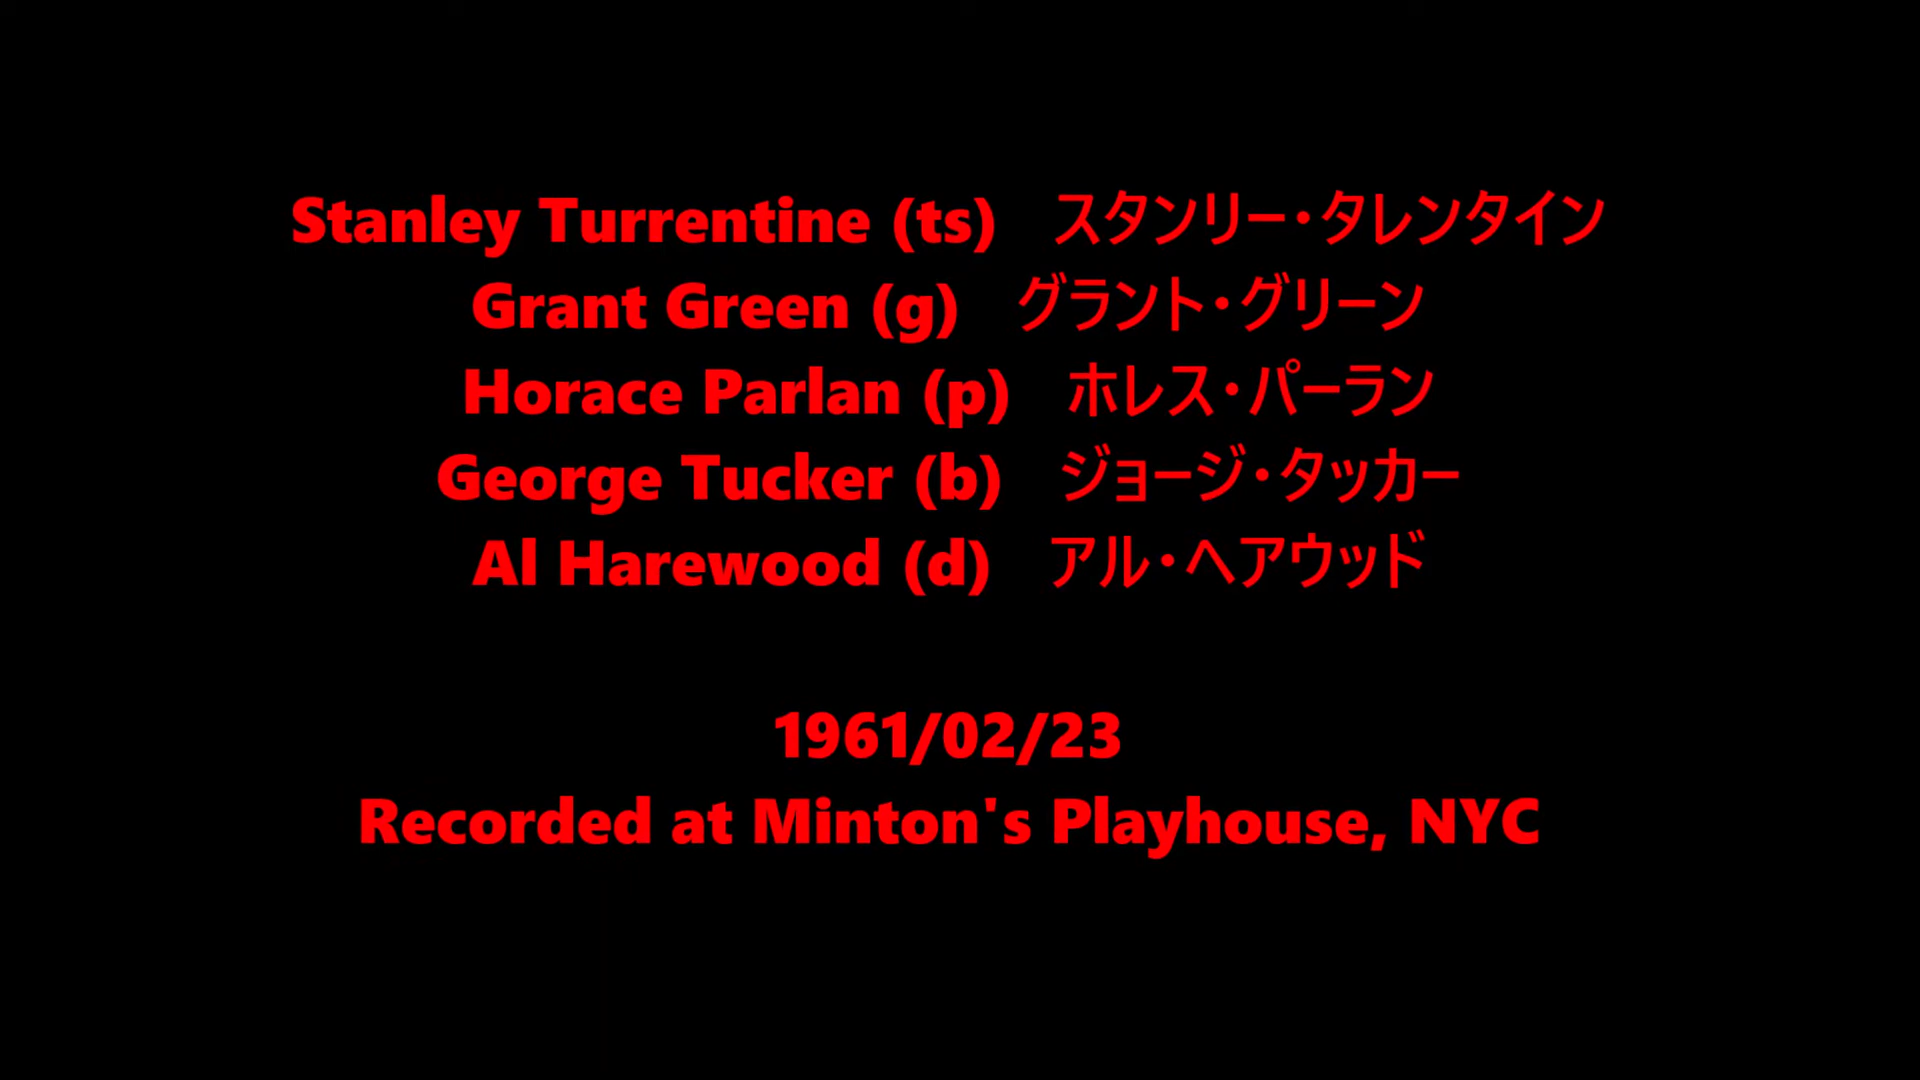 Stanley Turrentine (ts)　スタンリー・タレンタイン
Grant Green (g)　グラント・グリーン
Horace Parlan (p)　ホレス・パーラン
George Tucker (b)　ジョージ・タッカー
Al Harewood (d)　アル・ヘアウッド
1961/02/23
Recorded at Minton's Playhouse, NYC